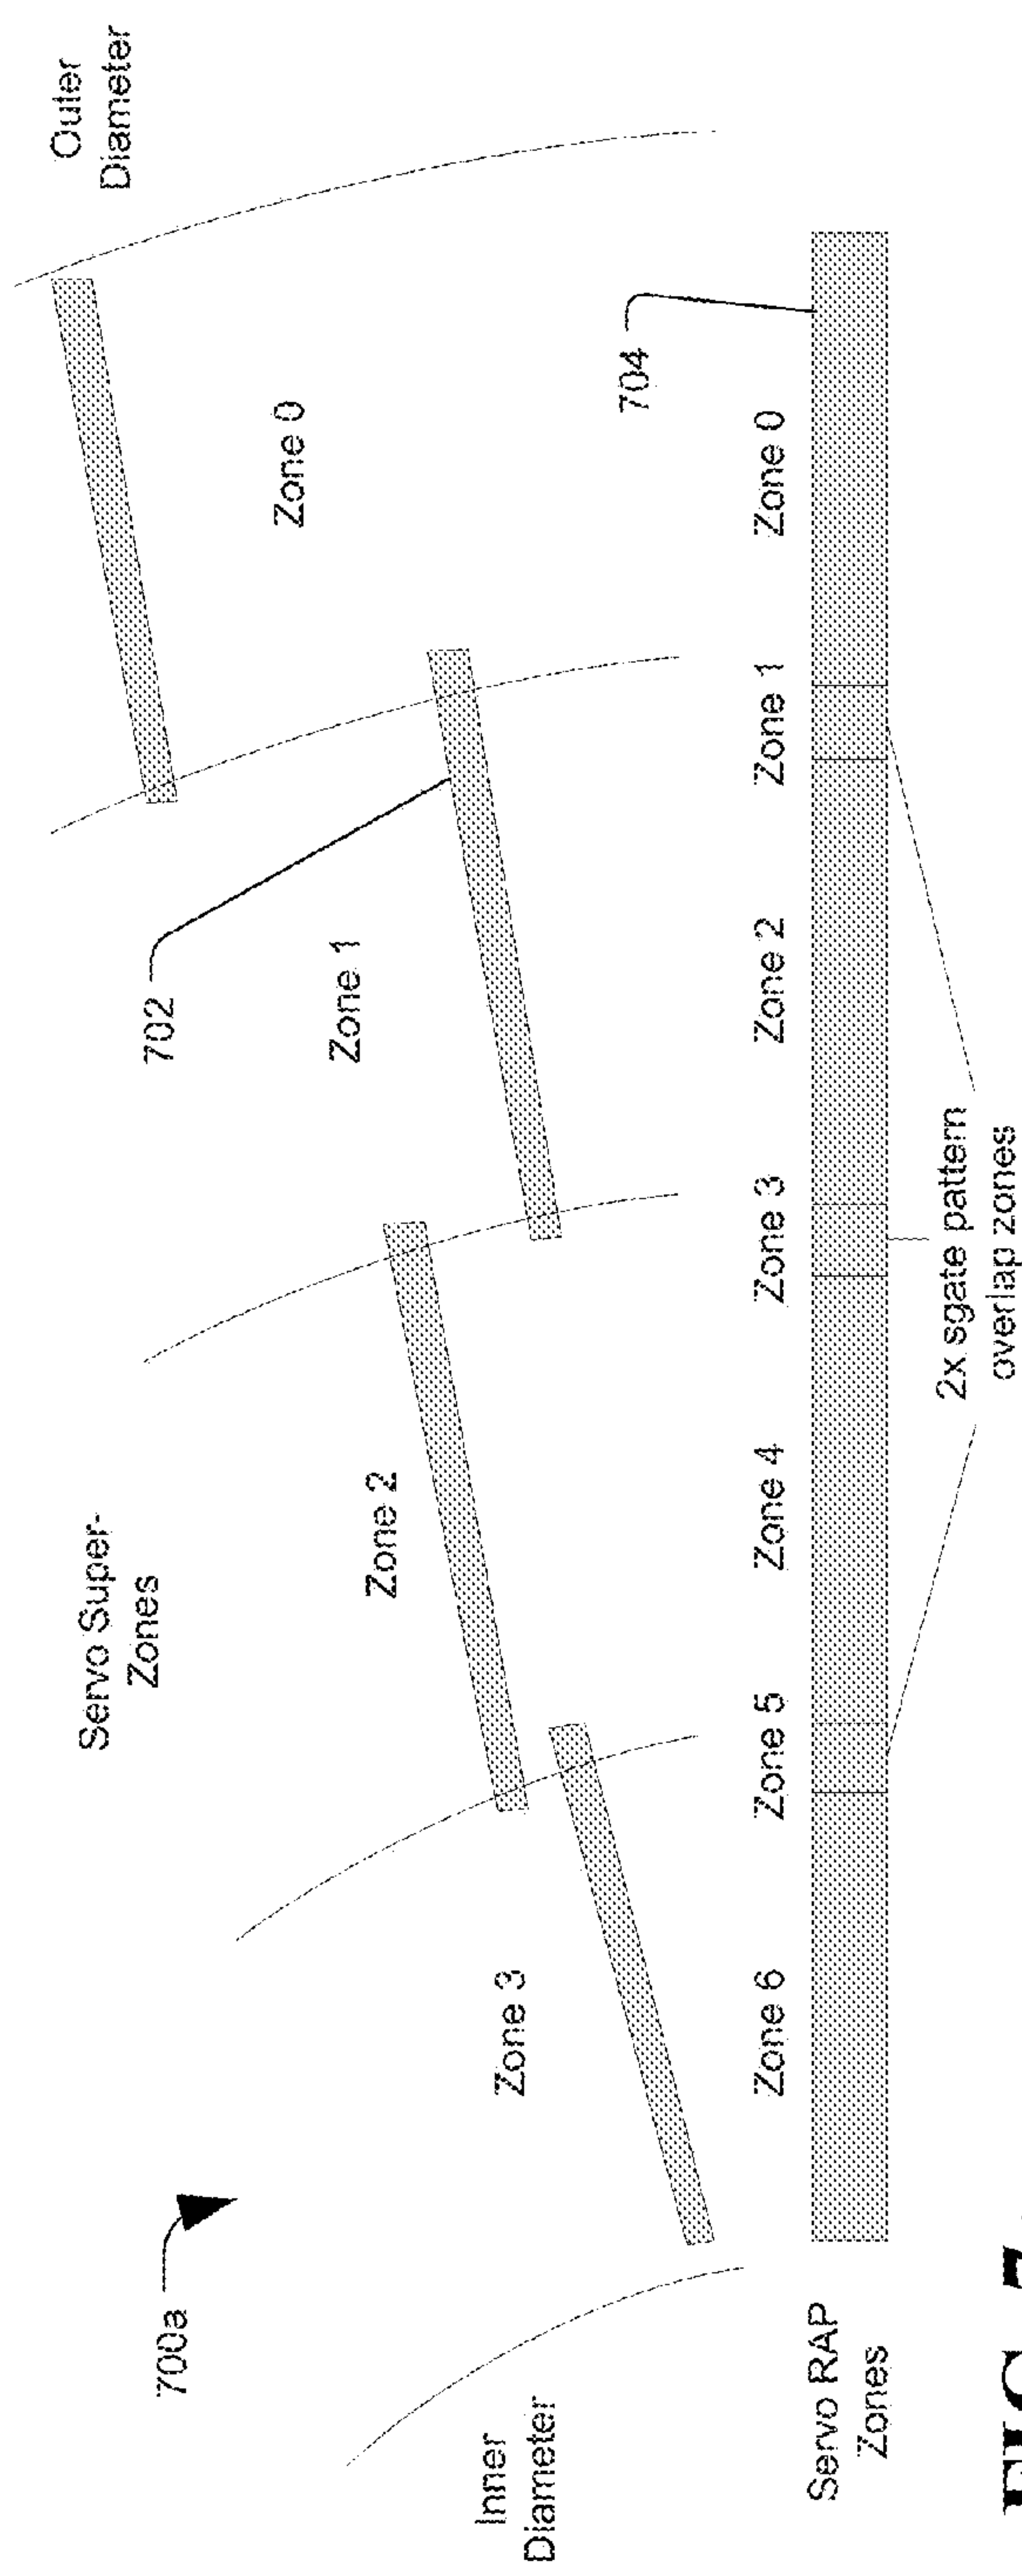 700a
Servo Super-
Zones
702
Outer
Diameter
Zone 3
Zone 2
Zone 1
Zone 0
Inner
Diameter
704
Servo RAP
Zones
Zone 6
Zone 5
Zone 4
Zone 3
Zone 2
Zone 1
Zone 0
2x sgate pattern
overlap zones